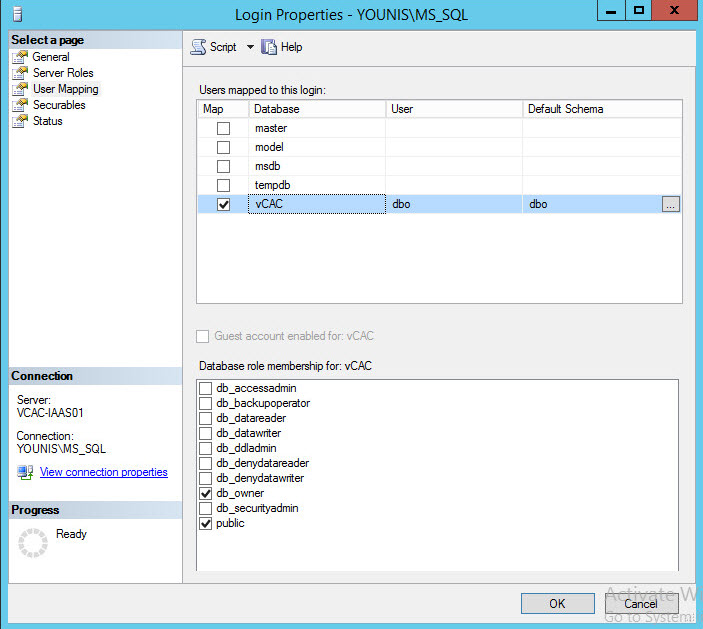 Login Properties - YOUNIS\MS_SQL
Select a page
General
Server Roles
User Mapping
Securables
Status
Script Help
Users mapped to this login:
Map Database User Default Schema
master
model
msdb
tempdb
vCAC dbo dbo ...
Guest account enabled for: vCAC
Database role membership for: vCAC
db_accessadmin
db_backupoperator
db_datareader
db_datawriter
db_ddladmin
db_denydatareader
db_denydatawriter
db_owner
db_securityadmin
public
Connection
Server:
VCAC-IAAS01
Connection:
YOUNIS\MS_SQL
View connection properties
Progress
Ready
OK Cancel
Activate W
Go to System